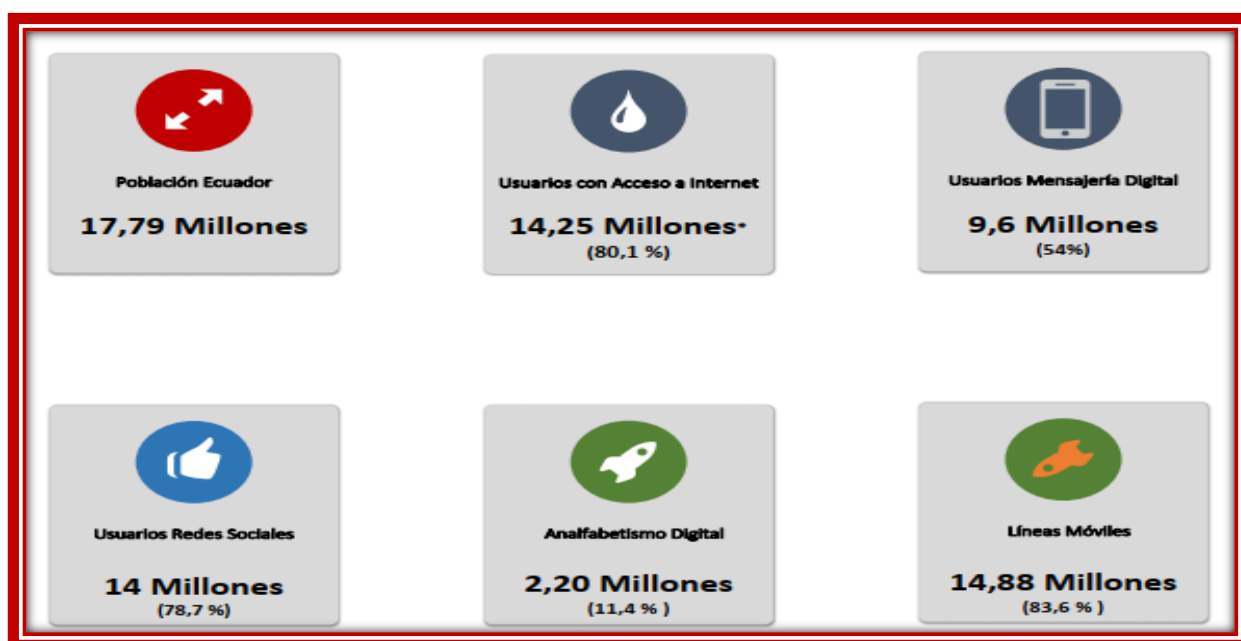 Población Ecuador
17,79 Millones
Usuarios con Acceso a Internet
14,25 Millones*
(80,1 %)
Usuarios Mensajería Digital
9,6 Millones
(54%)
Usuarios Redes Sociales
14 Millones
(78,7 %)
Analfabetismo Digital
2,20 Millones
(11,4 % )
Líneas Móviles
14,88 Millones
(83,6 % )